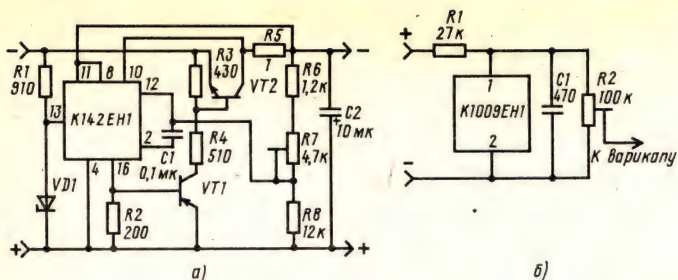 −
R1
910
11
8
10
R3
430
R5
1
−
VT2
R6
1,2к
13
К142ЕН1
12
2
C1
0,1мк
R4
510
R7
4,7к
C2
+
10мк
4
16
VD1
R2
200
VT1
R8
12к
+
+
а)
+
R1
27к
1
К1009ЕН1
2
C1
470
R2
100к
К варикапу
−
б)